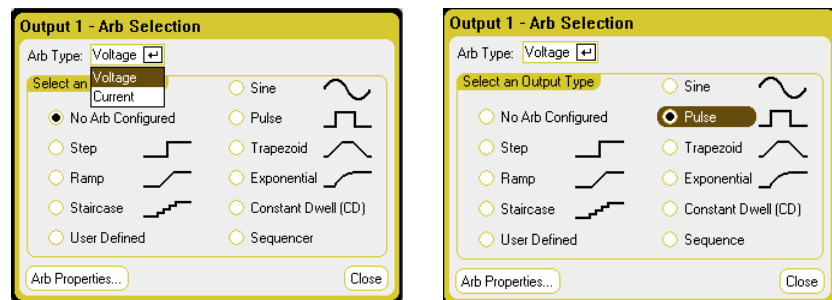 Output 1 - Arb Selection
Arb Type: Voltage
Voltage
Current
Select an
Sine
No Arb Configured
Pulse
Step
Trapezoid
Ramp
Exponential
Staircase
Constant Dwell (CD)
User Defined
Sequencer
Arb Properties...
Close
Output 1 - Arb Selection
Arb Type: Voltage
Select an Output Type
Sine
No Arb Configured
Pulse
Step
Trapezoid
Ramp
Exponential
Staircase
Constant Dwell (CD)
User Defined
Sequence
Arb Properties...
Close